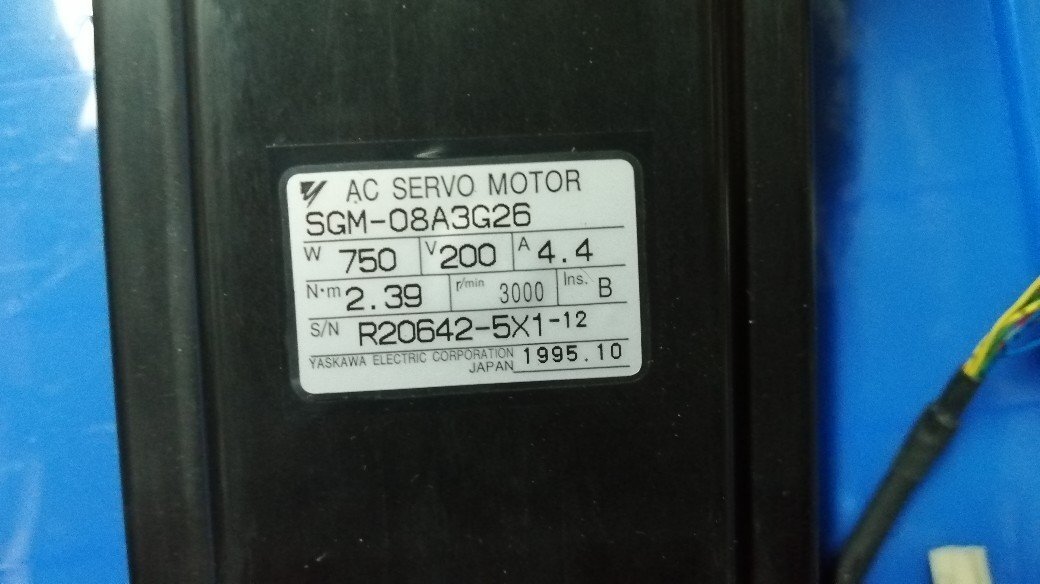 AC SERVO MOTOR
SGM-08A3G26
W 750 V 200 A 4.4
N·m 2.39 r/min 3000 Ins. B
S/N R20642-5X1-12
YASKAWA ELECTRIC CORPORATION
JAPAN 1995.10